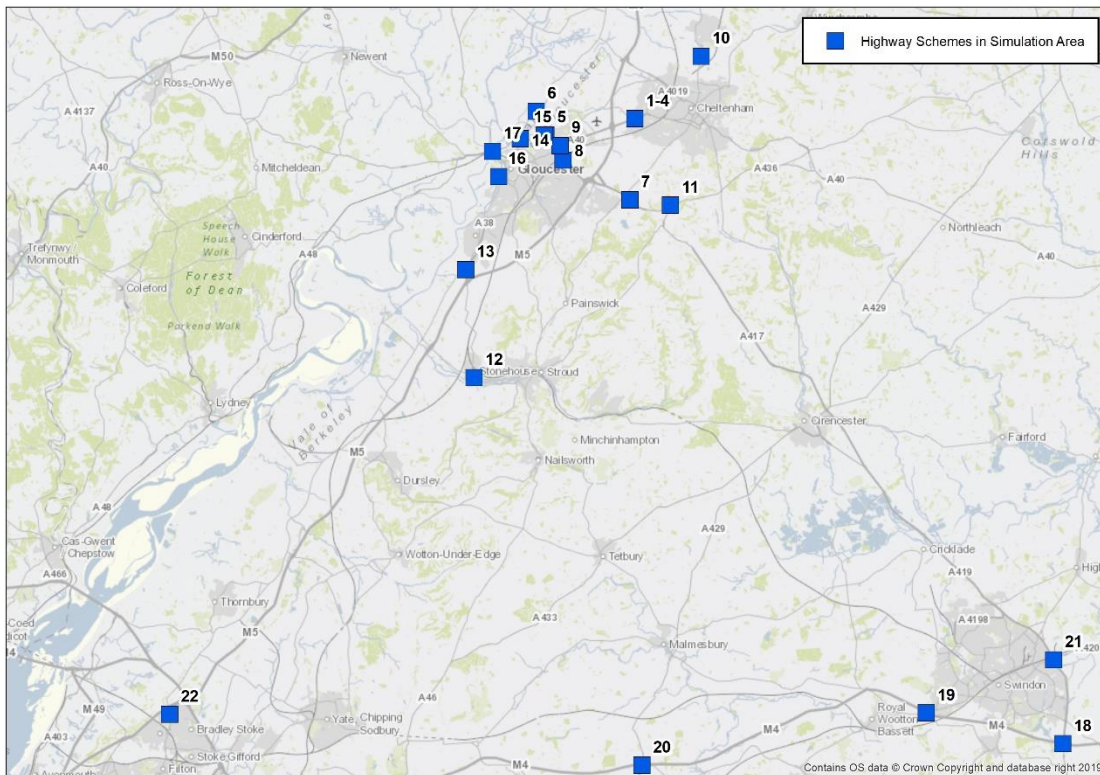 Highway Schemes in Simulation Area
10
M50
Newent
Ross-On-Wye
A4137
6
A4019
1-4
Cheltenham
15
5
9
A40
17
14
8
16
Gloucester
A40
Mitcheldean
A436
A40
Cotswold
Hills
7
11
A38
Speech
House
Walk
Cinderford
Northleach
Trefynwy
Monmouth
A48
13
M5
A40
Forest
of Dean
Coleford
Painswick
A429
Parkend Walk
A417
12
Stonehouse
Stroud
Lydney
Vale of
Berkeley
Cirencester
Minchinhampton
Fairford
M5
Nailsworth
Dursley
A48
A429
Cas-Gwent
Chepstow
Wotton-Under-Edge
Tetbury
Cricklade
A466
A419
Thornbury
A433
A4198
M5
Malmesbury
21
Swindon
22
A46
19
M49
Yate
Chipping
Sodbury
Royal
Wootton
Bassett
M4
18
Bradley Stoke
M4
A403
Stoke Gifford
20
Filton
M4
M4
Contains OS data © Crown Copyright and database right 2019